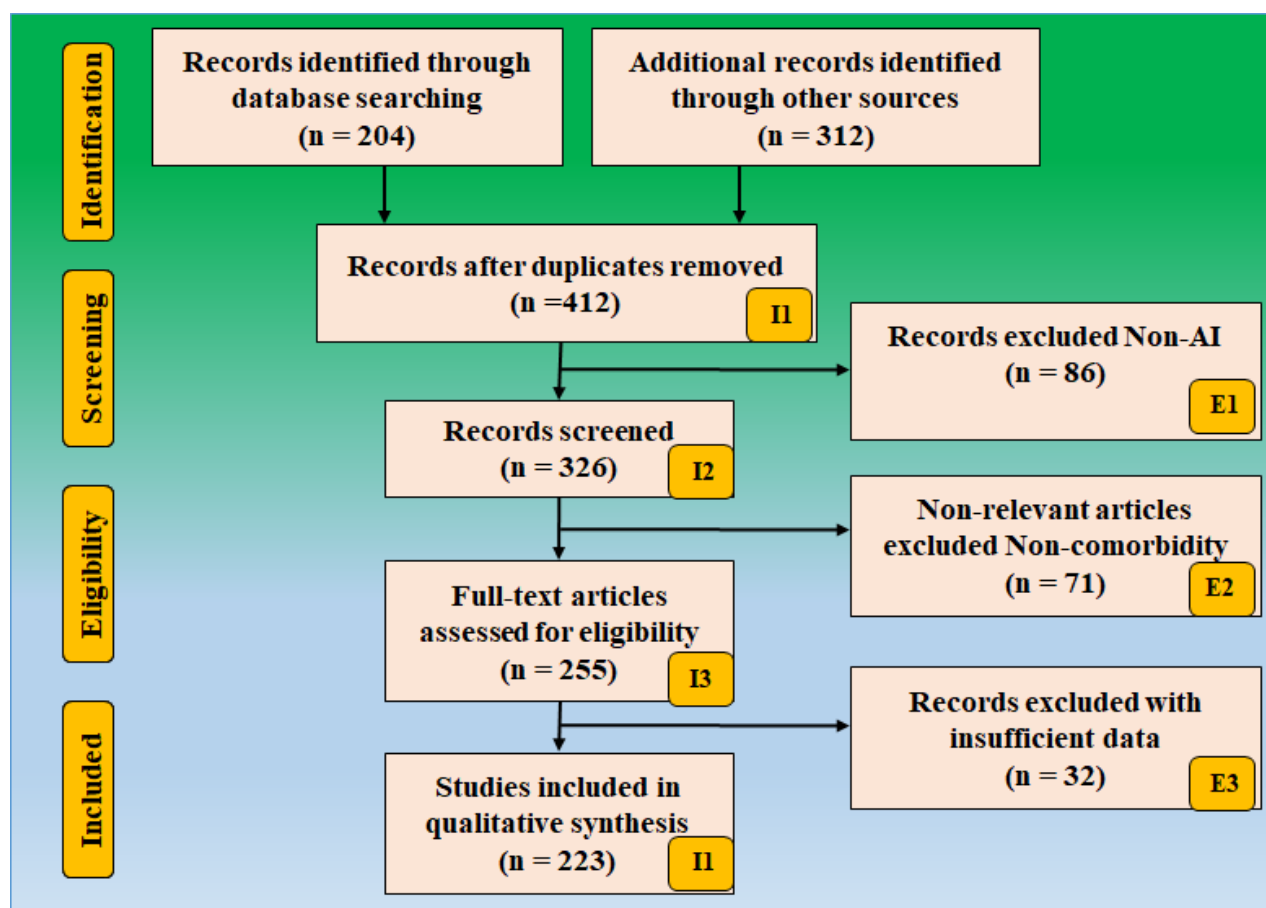 Identification
Records identified through
database searching
(n = 204)
Additional records identified
through other sources
(n = 312)
Records after duplicates removed
(n =412)
I1
Screening
Records excluded Non-AI
(n = 86)
E1
Records screened
(n = 326)
I2
Eligibility
Non-relevant articles
excluded Non-comorbidity
(n = 71)
E2
Full-text articles
assessed for eligibility
(n = 255)
I3
Included
Records excluded with
insufficient data
(n = 32)
E3
Studies included in
qualitative synthesis
(n = 223)
I1